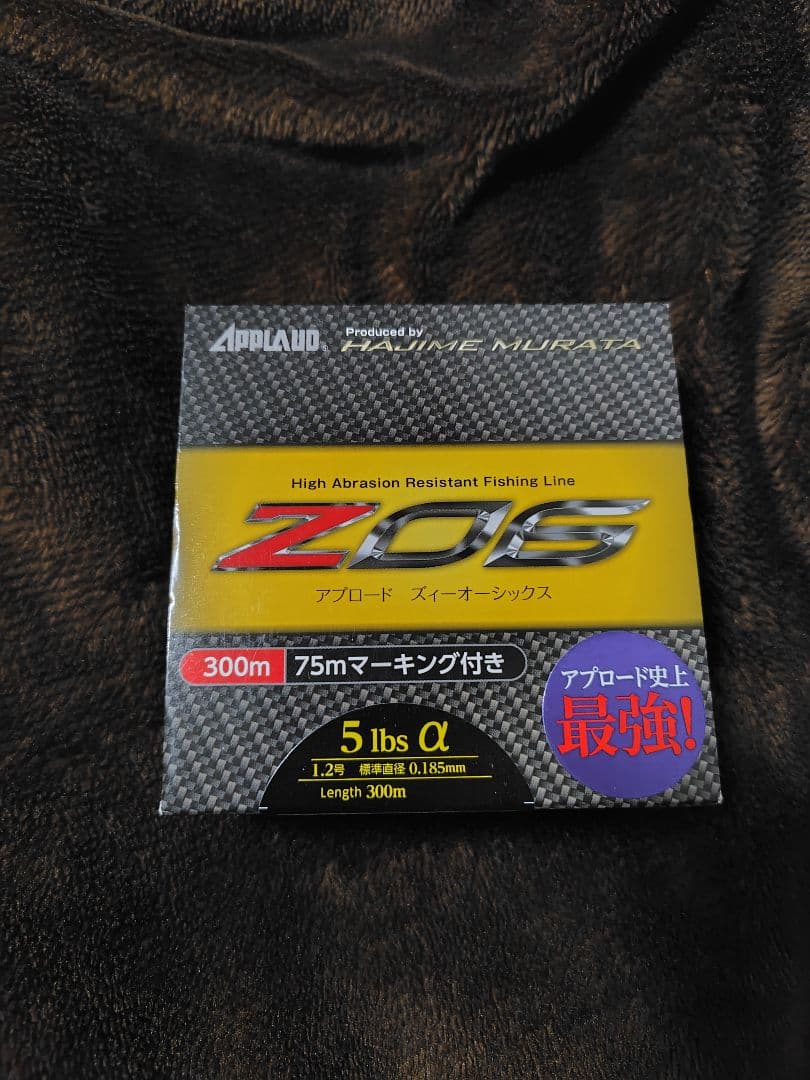 APPLAUD® Produced by HAJIME MURATA
High Abrasion Resistant Fishing Line
Z06
アプロード ズィーオーシックス
300m 75mマーキング付き
アプロード史上
最強!
5 lbs α
1.2号 標準直径 0.185mm
Length 300m